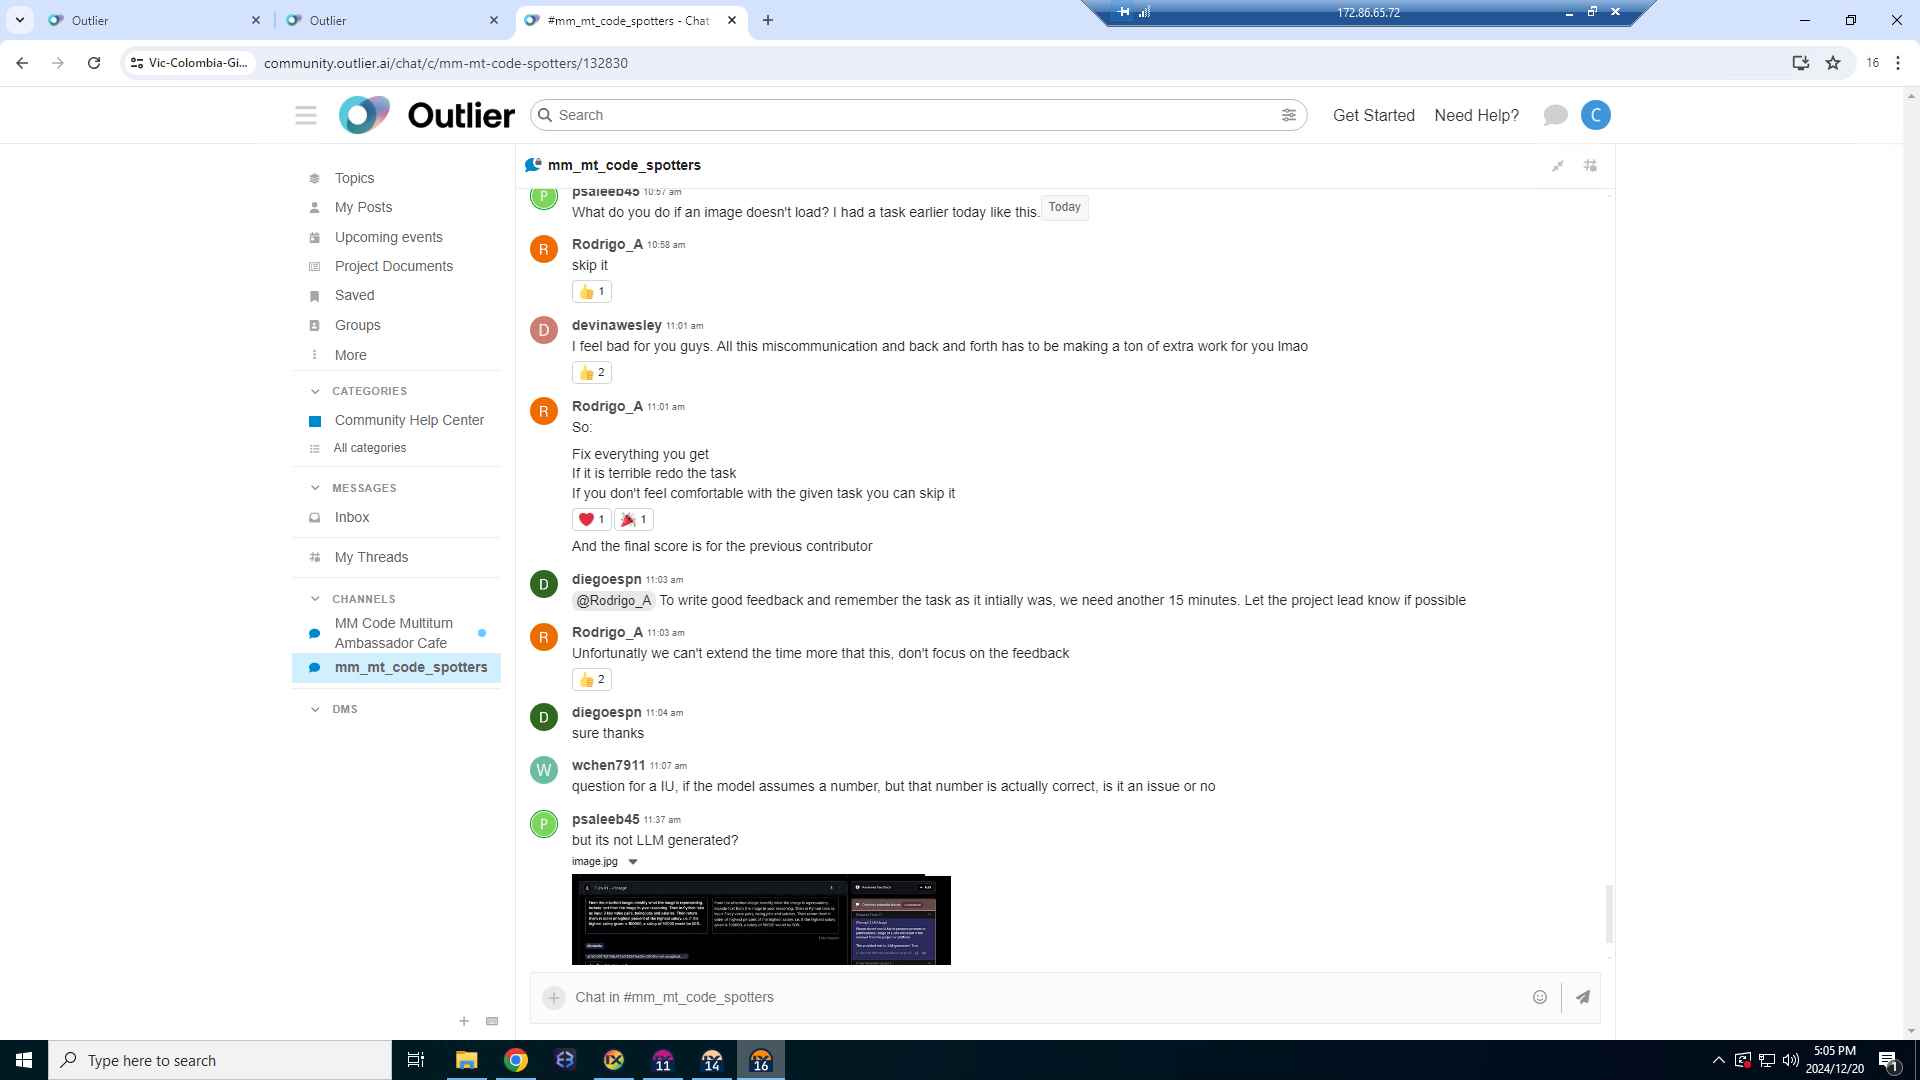 Outlier
Outlier
#mm_mt_code_spotters - Chat
172.86.65.72
Vic-Colombia-Gi...
community.outlier.ai/chat/c/mm-mt-code-spotters/132830
16
Outlier
Search
Get Started
Need Help?
C
Topics
My Posts
Upcoming events
Project Documents
Saved
Groups
More
CATEGORIES
Community Help Center
All categories
MESSAGES
Inbox
My Threads
CHANNELS
MM Code Multiturn
Ambassador Cafe
mm_mt_code_spotters
DMS
mm_mt_code_spotters
P
psaleeb45 10:57 am
What do you do if an image doesn't load? I had a task earlier today like this.
Today
R
Rodrigo_A 10:58 am
skip it
1
D
devinawesley 11:01 am
I feel bad for you guys. All this miscommunication and back and forth has to be making a ton of extra work for you lmao
2
R
Rodrigo_A 11:01 am
So:
Fix everything you get
If it is terrible redo the task
If you don't feel comfortable with the given task you can skip it
1 1
And the final score is for the previous contributor
D
diegoespn 11:03 am
@Rodrigo_A To write good feedback and remember the task as it intially was, we need another 15 minutes. Let the project lead know if possible
R
Rodrigo_A 11:03 am
Unfortunatly we can't extend the time more that this, don't focus on the feedback
2
D
diegoespn 11:04 am
sure thanks
W
wchen7911 11:07 am
question for a IU, if the model assumes a number, but that number is actually correct, is it an issue or no
P
psaleeb45 11:37 am
but its not LLM generated?
image.jpg
Chat in #mm_mt_code_spotters
Type here to search
11
14
16
5:05 PM
2024/12/20
1